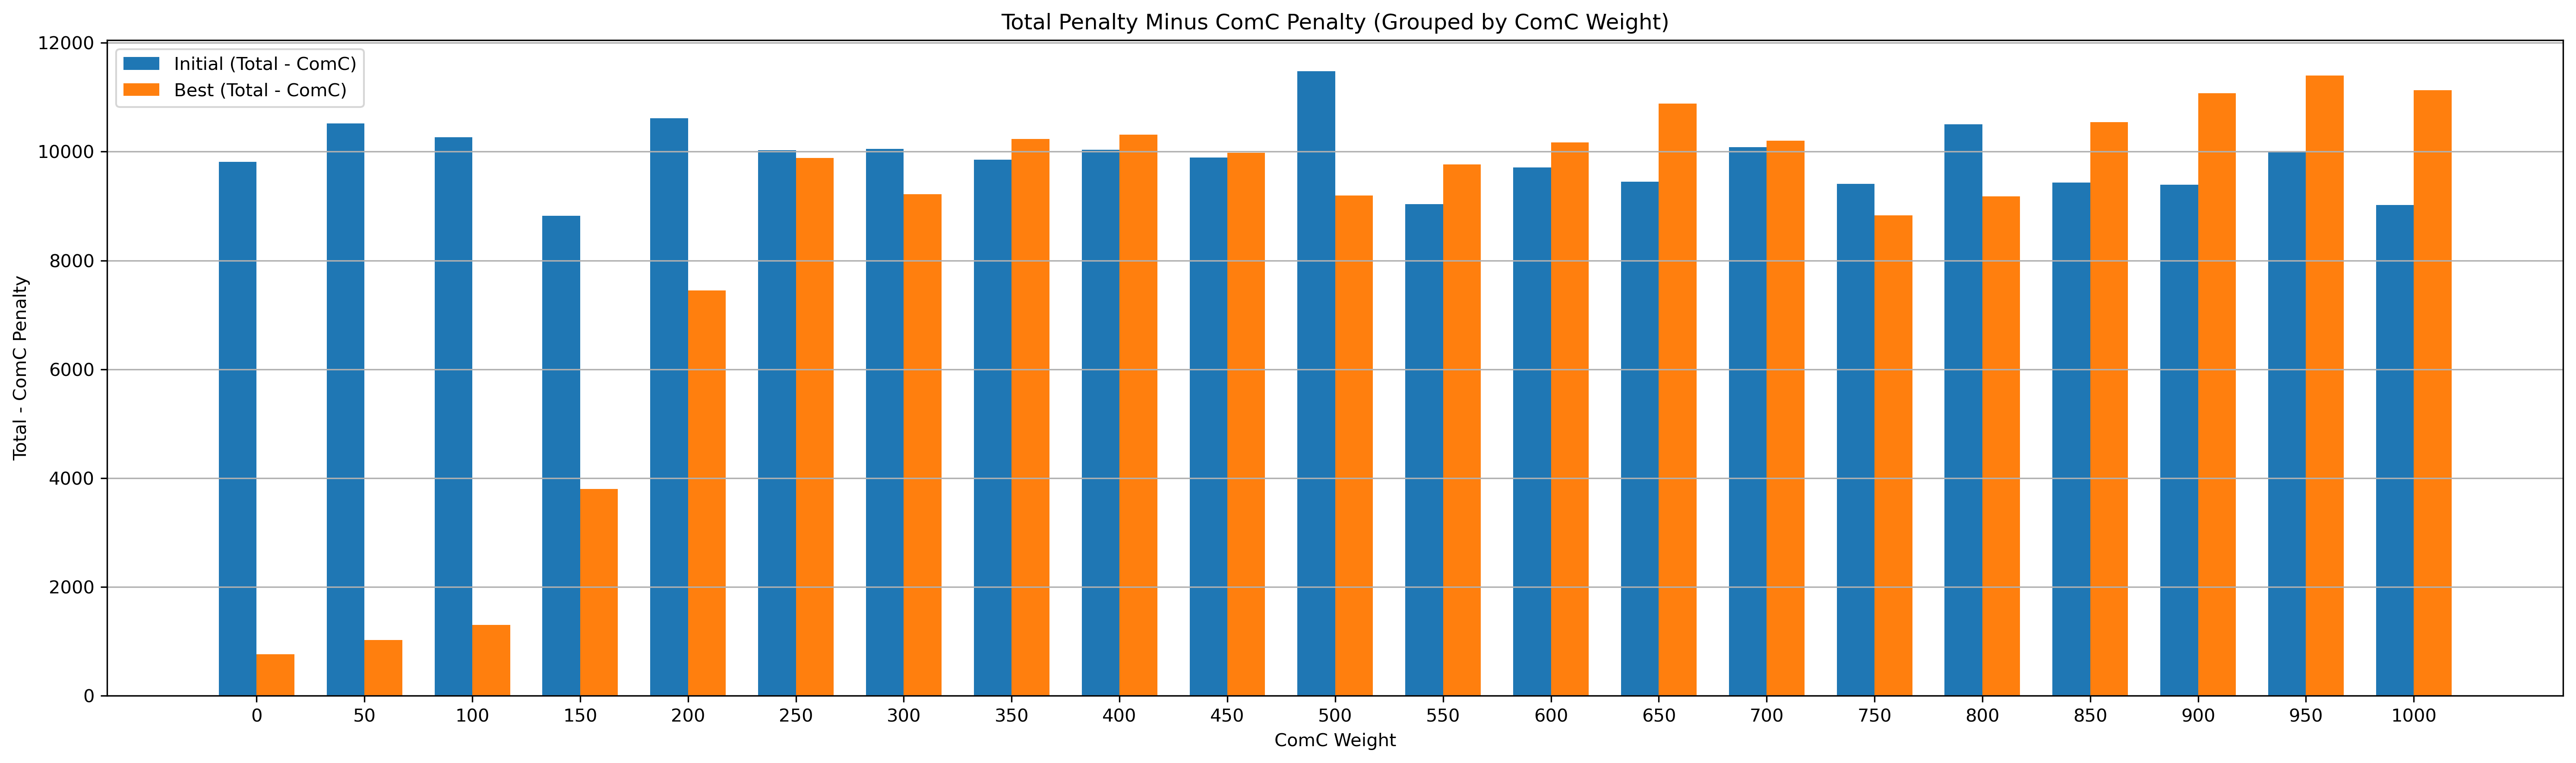 Total Penalty Minus ComC Penalty (Grouped by ComC Weight)
Initial (Total - ComC)
Best (Total - ComC)
Total - ComC Penalty
12000
10000
8000
6000
4000
2000
0
0 50 100 150 200 250 300 350 400 450 500 550 600 650 700 750 800 850 900 950 1000
ComC Weight